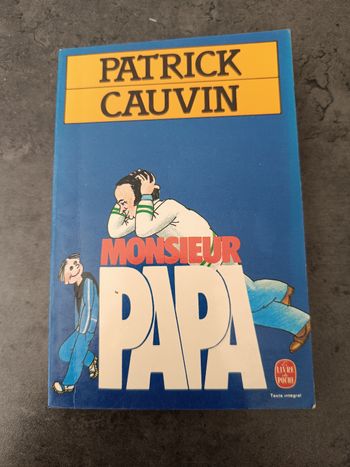 PATRICK
CAUVIN
MONSIEUR
PAPA
Le
LIVRE
de
POCHE
Texte intégral